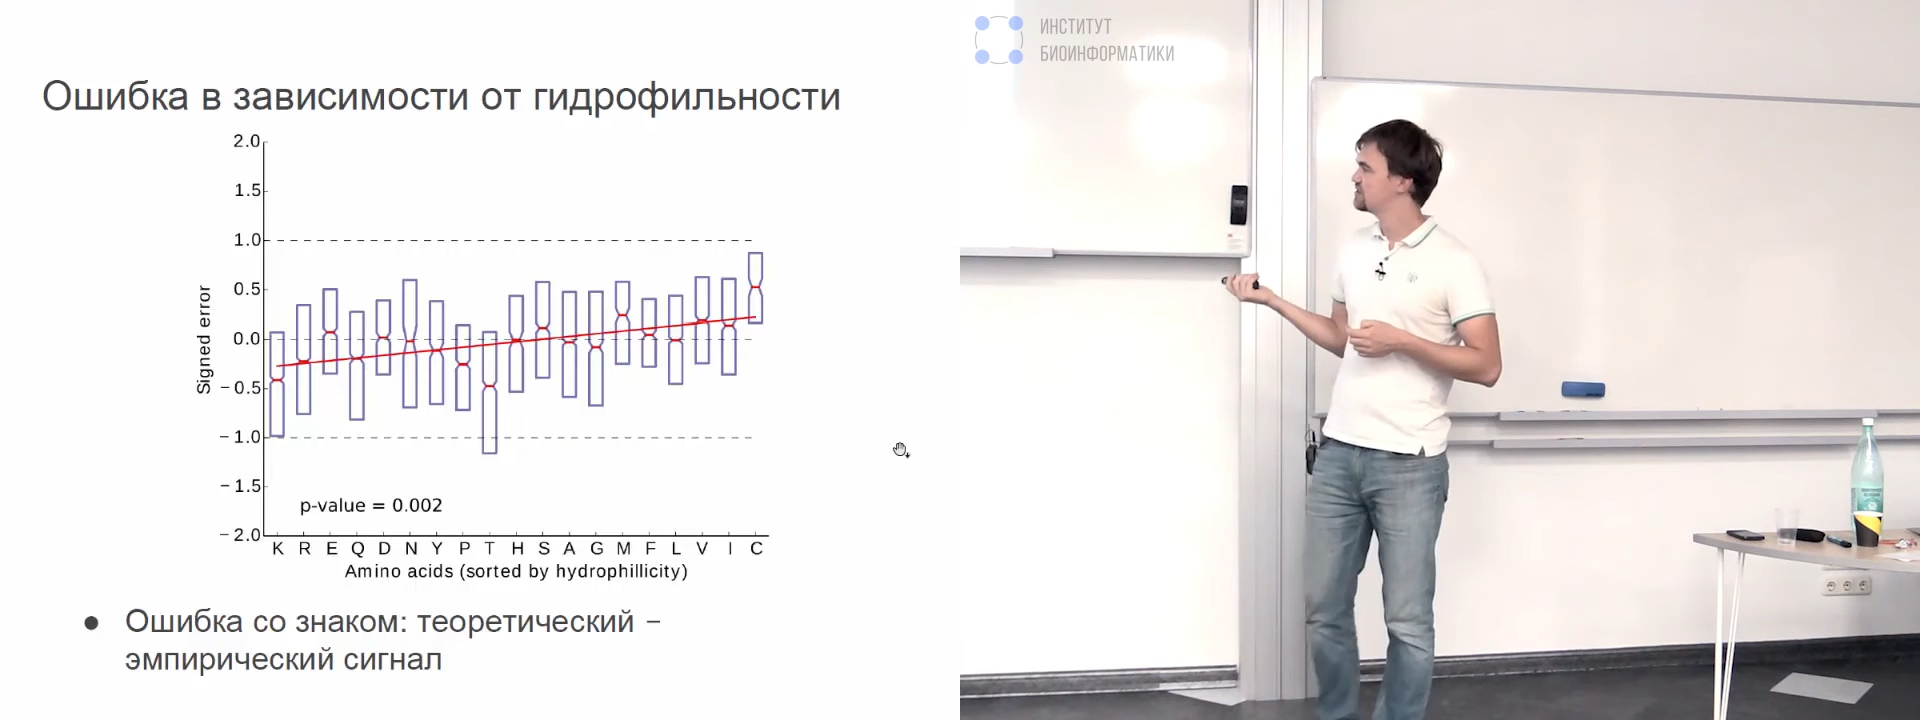 Ошибка в зависимости от гидрофильности
2.0
1.5
1.0
0.5
0.0
−0.5
−1.0
−1.5
−2.0
Signed error
p-value = 0.002
K R E Q D N Y P T H S A G M F L V I C
Amino acids (sorted by hydrophillicity)
● Ошибка со знаком: теоретический −
эмпирический сигнал
ИНСТИТУТ
БИОИНФОРМАТИКИ